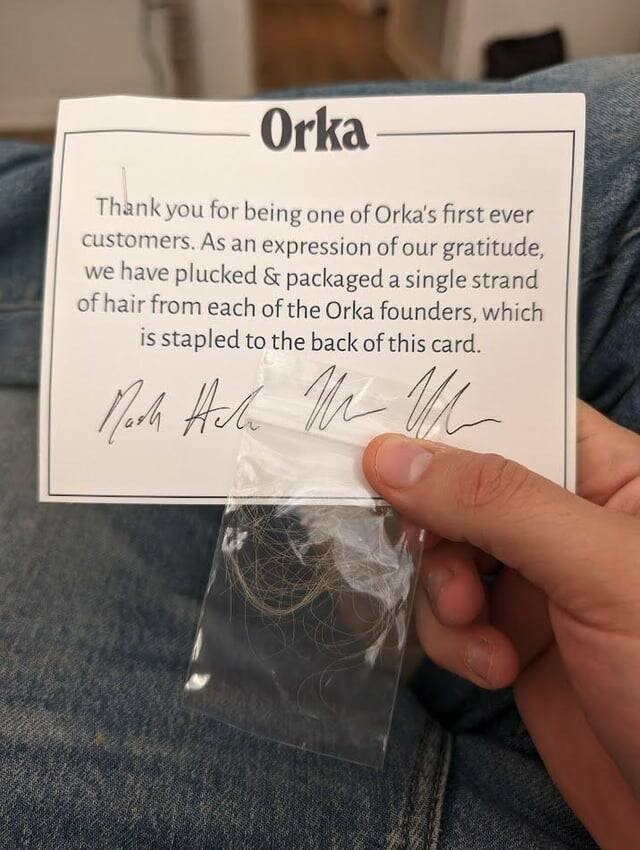 Orka
Thank you for being one of Orka's first ever
customers. As an expression of our gratitude,
we have plucked & packaged a single strand
of hair from each of the Orka founders, which
is stapled to the back of this card.